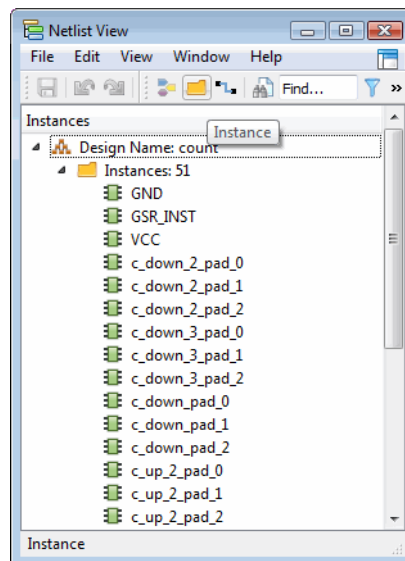 Netlist View
File Edit View Window Help
Find... »
Instance
Instances
Design Name: count
Instances: 51
GND
GSR_INST
VCC
c_down_2_pad_0
c_down_2_pad_1
c_down_2_pad_2
c_down_3_pad_0
c_down_3_pad_1
c_down_3_pad_2
c_down_pad_0
c_down_pad_1
c_down_pad_2
c_up_2_pad_0
c_up_2_pad_1
c_up_2_pad_2
Instance